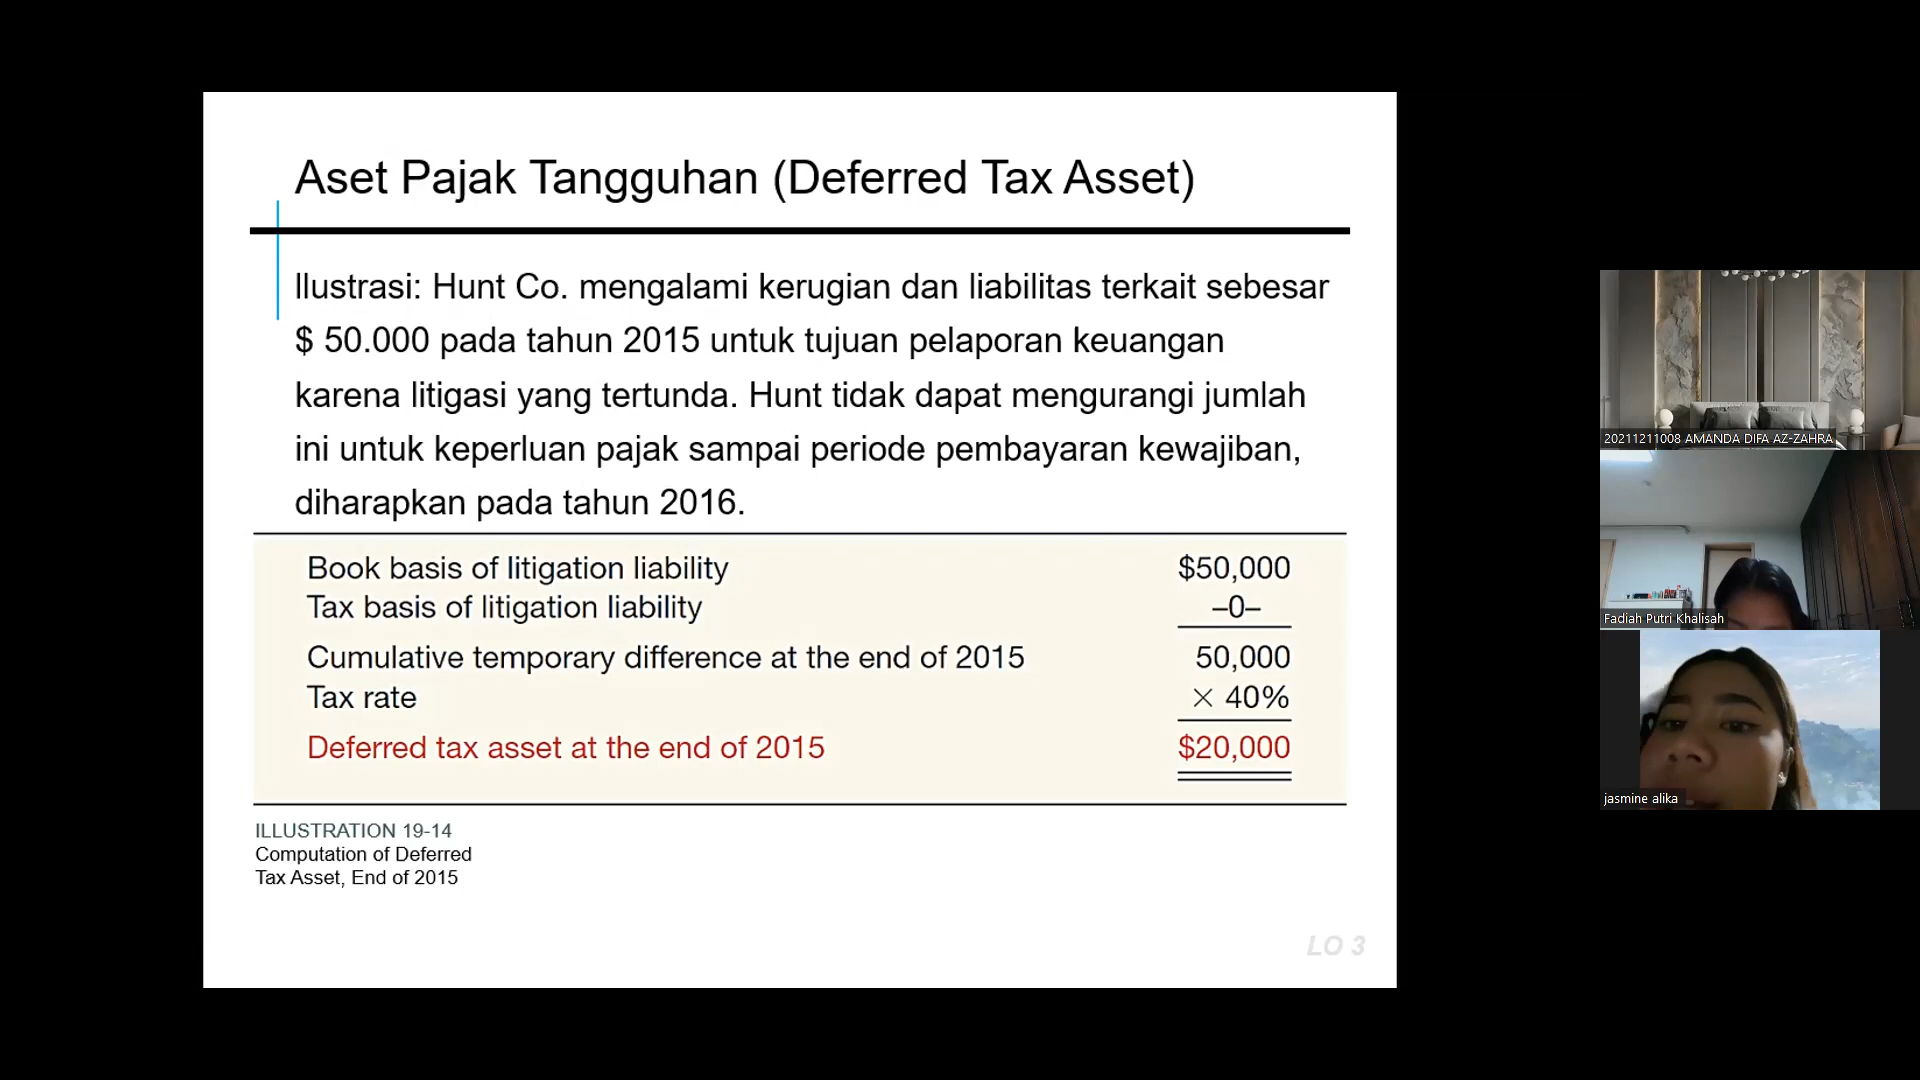 Aset Pajak Tangguhan (Deferred Tax Asset)
Ilustrasi: Hunt Co. mengalami kerugian dan liabilitas terkait sebesar
$ 50.000 pada tahun 2015 untuk tujuan pelaporan keuangan
karena litigasi yang tertunda. Hunt tidak dapat mengurangi jumlah
ini untuk keperluan pajak sampai periode pembayaran kewajiban,
diharapkan pada tahun 2016.
Book basis of litigation liability $50,000
Tax basis of litigation liability –0–
Cumulative temporary difference at the end of 2015 50,000
Tax rate × 40%
Deferred tax asset at the end of 2015 $20,000
ILLUSTRATION 19-14
Computation of Deferred
Tax Asset, End of 2015
LO 3
20211211008 AMANDA DIFA AZ-ZAHRA
Fadiah Putri Khalisah
jasmine alika